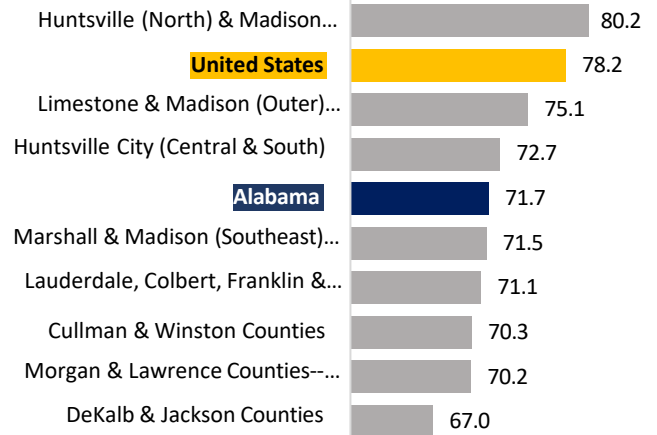 Huntsville (North) & Madison... 80.2
United States 78.2
Limestone & Madison (Outer)... 75.1
Huntsville City (Central & South) 72.7
Alabama 71.7
Marshall & Madison (Southeast)... 71.5
Lauderdale, Colbert, Franklin &... 71.1
Cullman & Winston Counties 70.3
Morgan & Lawrence Counties--... 70.2
DeKalb & Jackson Counties 67.0